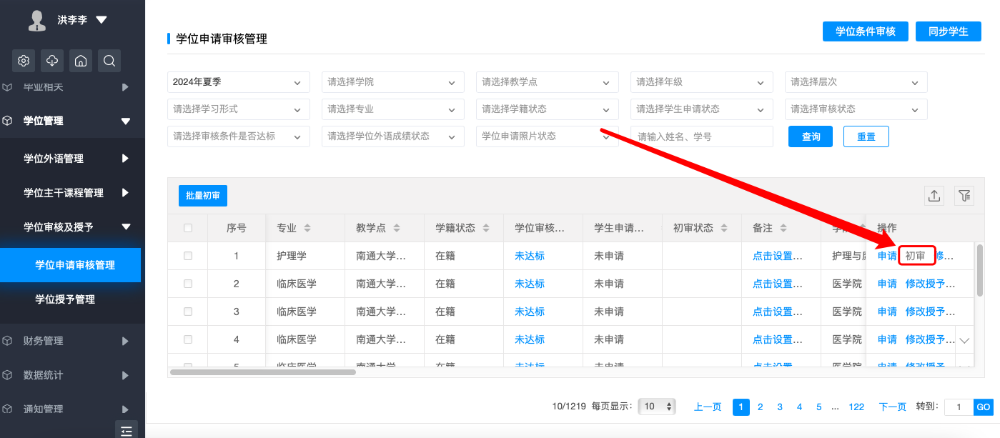 洪李李
毕业相关
学位管理
学位外语管理
学位主干课程管理
学位审核及授予
学位申请审核管理
学位授予管理
财务管理
数据统计
通知管理
学位申请审核管理
学位条件审核 同步学生
2024年夏季 请选择学院 请选择教学点 请选择年级 请选择层次
请选择学习形式 请选择专业 请选择学籍状态 请选择学生申请状态 请选择审核状态
请选择审核条件是否达标 请选择学位外语成绩状态 学位申请照片状态 请输入姓名、学号 查询 重置
批量初审
序号 专业 教学点 学籍状态 学位审核... 学生申请... 初审状态 备注 操作
1 护理学 南通大学... 在籍 未达标 未申请 点击设置... 护理与 申请 初审 修...
2 临床医学 南通大学... 在籍 未达标 未申请 点击设置... 医学院 申请 修改授予...
3 临床医学 南通大学... 在籍 未达标 未申请 点击设置... 医学院 申请 修改授予...
4 临床医学 南通大学... 在籍 未达标 未申请 点击设置... 医学院 申请 修改授予...
5 临床医学 南通大学... 在籍 未达标 未申请 点击设置... 医学院 申请 修改授予...
10/1219 每页显示: 10 上一页 1 2 3 4 5 ... 122 下一页 转到: 1 GO